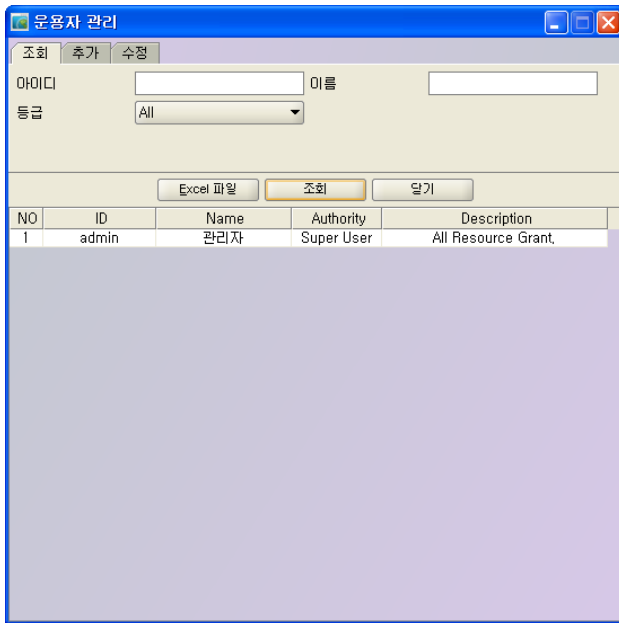 운용자 관리
조회 추가 수정
아이디 이름
등급 All
Excel 파일 조회 닫기
NO ID Name Authority Description
1 admin 관리자 Super User All Resource Grant,